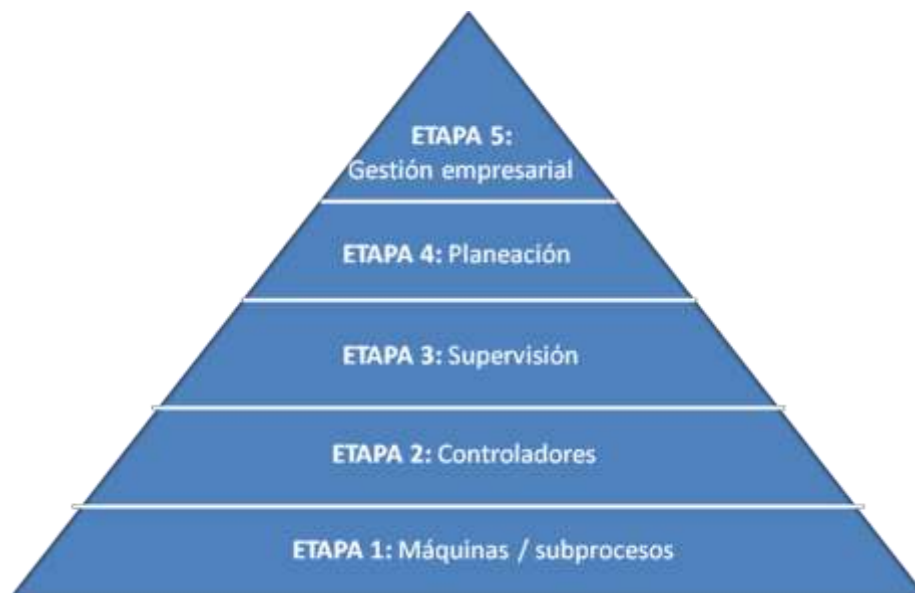 ETAPA 5:
Gestión empresarial
ETAPA 4: Planeación
ETAPA 3: Supervisión
ETAPA 2: Controladores
ETAPA 1: Máquinas / subprocesos